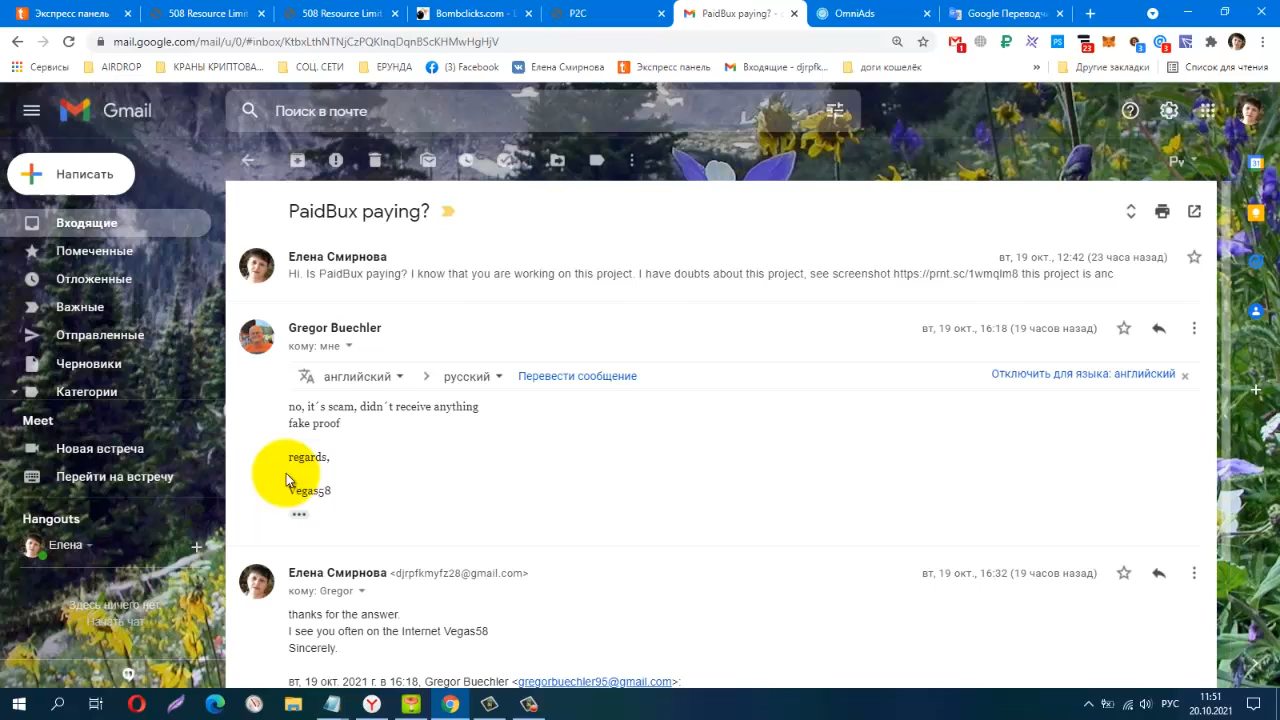 Экспресс панель
508 Resource Limit
508 Resource Limit
Bombclicks.com - L
P2C
PaidBux paying? - c
OmniAds
Google Переводч
mail.google.com/mail/u/0/#inbox/KtbxLthNTNjCzPQKlnqDqnBScKHMwHgHjV
Сервисы
AIRDROP
КРАНЫ КРИПТОВА...
СОЦ. СЕТИ
ЕРУНДА
(3) Facebook
Елена Смирнова
Экспресс панель
Входящие - djrpfk...
доги кошелёк
»
Другие закладки
Список для чтения
Gmail
Поиск в почте
Написать
Входящие
Помеченные
Отложенные
Важные
Отправленные
Черновики
Категории
Meet
Новая встреча
Перейти на встречу
Hangouts
Елена
Здесь ничего нет.
Начать чат
PaidBux paying?
Елена Смирнова
вт, 19 окт., 12:42 (23 часа назад)
Hi. Is PaidBux paying? I know that you are working on this project. I have doubts about this project, see screenshot https://prnt.sc/1wmqlm8 this project is anc
Gregor Buechler
вт, 19 окт., 16:18 (19 часов назад)
кому: мне
английский > русский Перевести сообщение
Отключить для языка: английский ×
no, it´s scam, didn´t receive anything
fake proof
regards,
Vegas58
Елена Смирнова <djrpfkmyfz28@gmail.com>
вт, 19 окт., 16:32 (19 часов назад)
кому: Gregor
thanks for the answer.
I see you often on the Internet Vegas58
Sincerely.
вт, 19 окт. 2021 г. в 16:18, Gregor Buechler <gregorbuechler95@gmail.com>:
РУС
11:51
20.10.2021